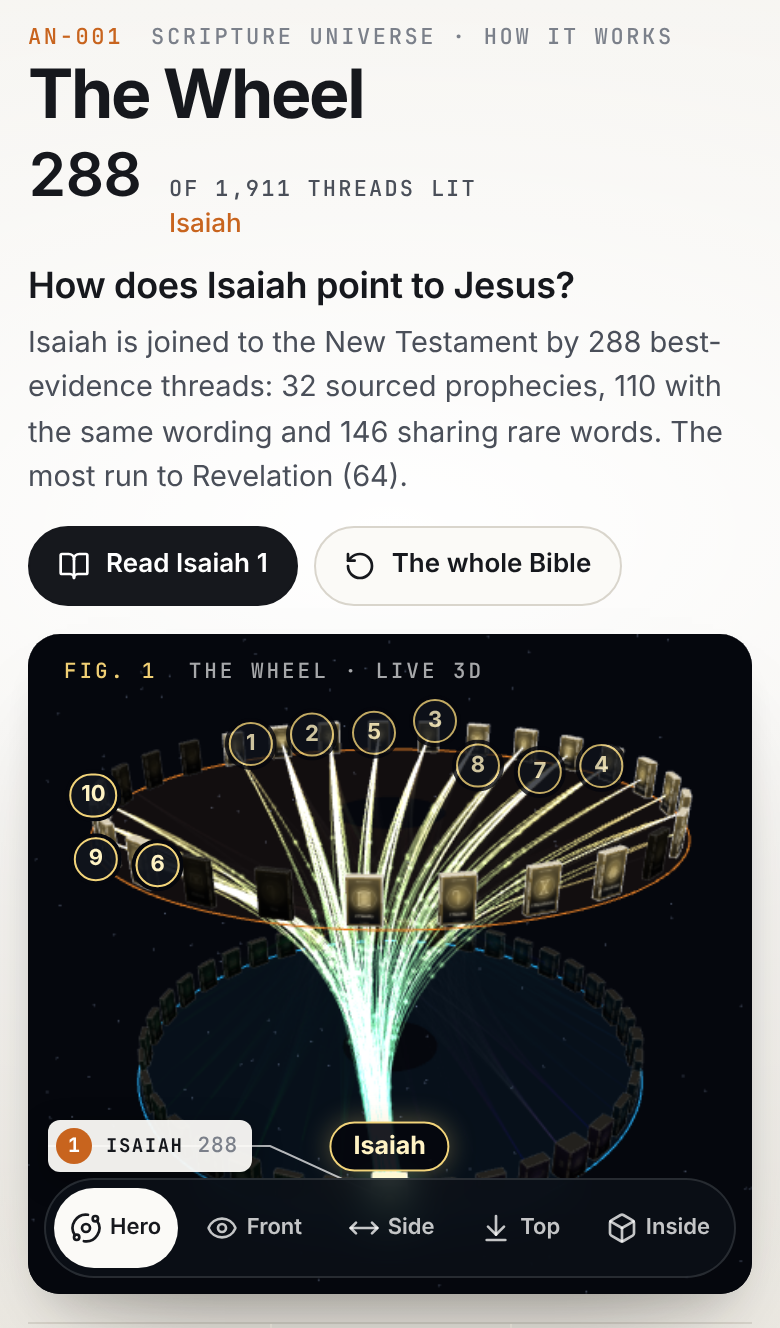 AN-001 SCRIPTURE UNIVERSE · HOW IT WORKS
The Wheel
288 OF 1,911 THREADS LIT
Isaiah
How does Isaiah point to Jesus?
Isaiah is joined to the New Testament by 288 best-
evidence threads: 32 sourced prophecies, 110 with
the same wording and 146 sharing rare words. The
most run to Revelation (64).
Read Isaiah 1
The whole Bible
FIG. 1 THE WHEEL · LIVE 3D
1
2
5
3
8
7
4
10
9
6
1 ISAIAH 288
Isaiah
Hero
Front
Side
Top
Inside